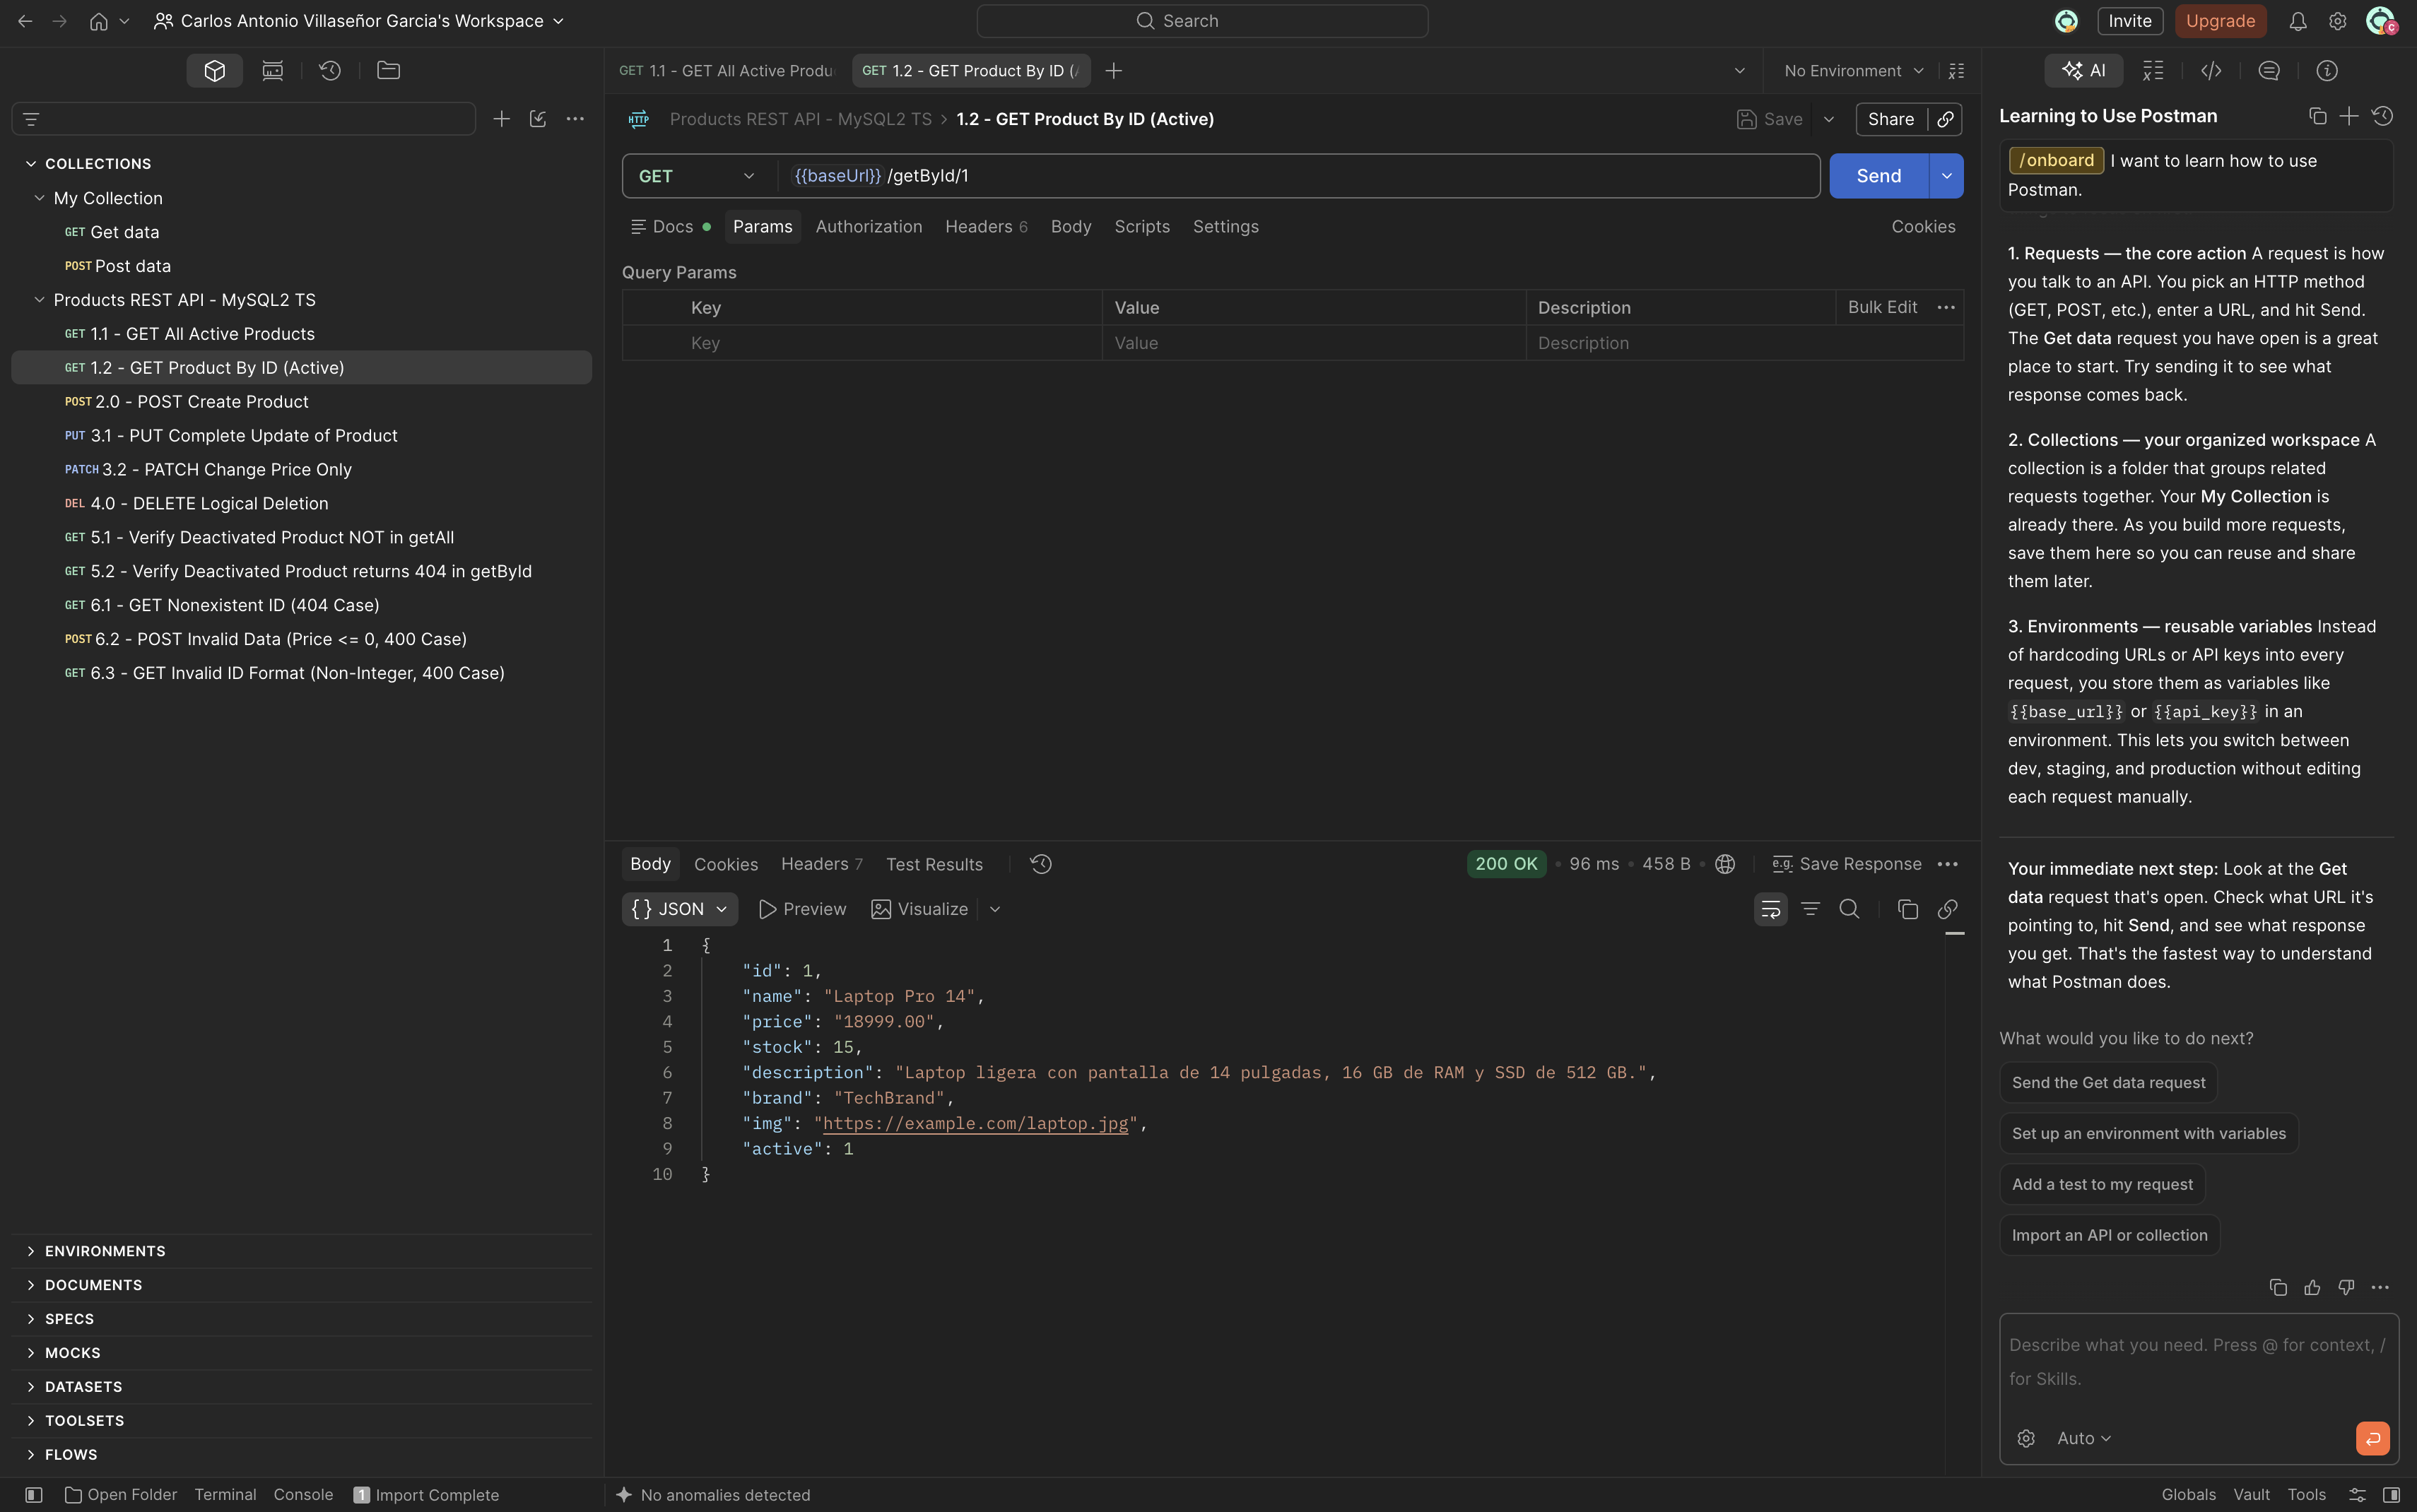 Carlos Antonio Villaseñor Garcia's Workspace
Search
Invite
Upgrade
C
COLLECTIONS
My Collection
GET Get data
POST Post data
Products REST API - MySQL2 TS
GET 1.1 - GET All Active Products
GET 1.2 - GET Product By ID (Active)
POST 2.0 - POST Create Product
PUT 3.1 - PUT Complete Update of Product
PATCH 3.2 - PATCH Change Price Only
DEL 4.0 - DELETE Logical Deletion
GET 5.1 - Verify Deactivated Product NOT in getAll
GET 5.2 - Verify Deactivated Product returns 404 in getById
GET 6.1 - GET Nonexistent ID (404 Case)
POST 6.2 - POST Invalid Data (Price <= 0, 400 Case)
GET 6.3 - GET Invalid ID Format (Non-Integer, 400 Case)
ENVIRONMENTS
DOCUMENTS
SPECS
MOCKS
DATASETS
TOOLSETS
FLOWS
GET 1.1 - GET All Active Produ
GET 1.2 - GET Product By ID (
No Environment
HTTP Products REST API - MySQL2 TS > 1.2 - GET Product By ID (Active)
Save
Share
GET {{baseUrl}}/getById/1
Send
Docs Params Authorization Headers 6 Body Scripts Settings
Cookies
Query Params
Key Value Description Bulk Edit
Key Value Description
Body Cookies Headers 7 Test Results
200 OK • 96 ms • 458 B
e.g. Save Response
{} JSON Preview Visualize
1 {
2 "id": 1,
3 "name": "Laptop Pro 14",
4 "price": "18999.00",
5 "stock": 15,
6 "description": "Laptop ligera con pantalla de 14 pulgadas, 16 GB de RAM y SSD de 512 GB.",
7 "brand": "TechBrand",
8 "img": "https://example.com/laptop.jpg",
9 "active": 1
10 }
AI
Learning to Use Postman
/onboard I want to learn how to use
Postman.
1. Requests — the core action A request is how
you talk to an API. You pick an HTTP method
(GET, POST, etc.), enter a URL, and hit Send.
The Get data request you have open is a great
place to start. Try sending it to see what
response comes back.
2. Collections — your organized workspace A
collection is a folder that groups related
requests together. Your My Collection is
already there. As you build more requests,
save them here so you can reuse and share
them later.
3. Environments — reusable variables Instead
of hardcoding URLs or API keys into every
request, you store them as variables like
{{base_url}} or {{api_key}} in an
environment. This lets you switch between
dev, staging, and production without editing
each request manually.
Your immediate next step: Look at the Get
data request that's open. Check what URL it's
pointing to, hit Send, and see what response
you get. That's the fastest way to understand
what Postman does.
What would you like to do next?
Send the Get data request
Set up an environment with variables
Add a test to my request
Import an API or collection
Describe what you need. Press @ for context, /
for Skills.
Auto
Open Folder Terminal Console 1 Import Complete
No anomalies detected
Globals Vault Tools